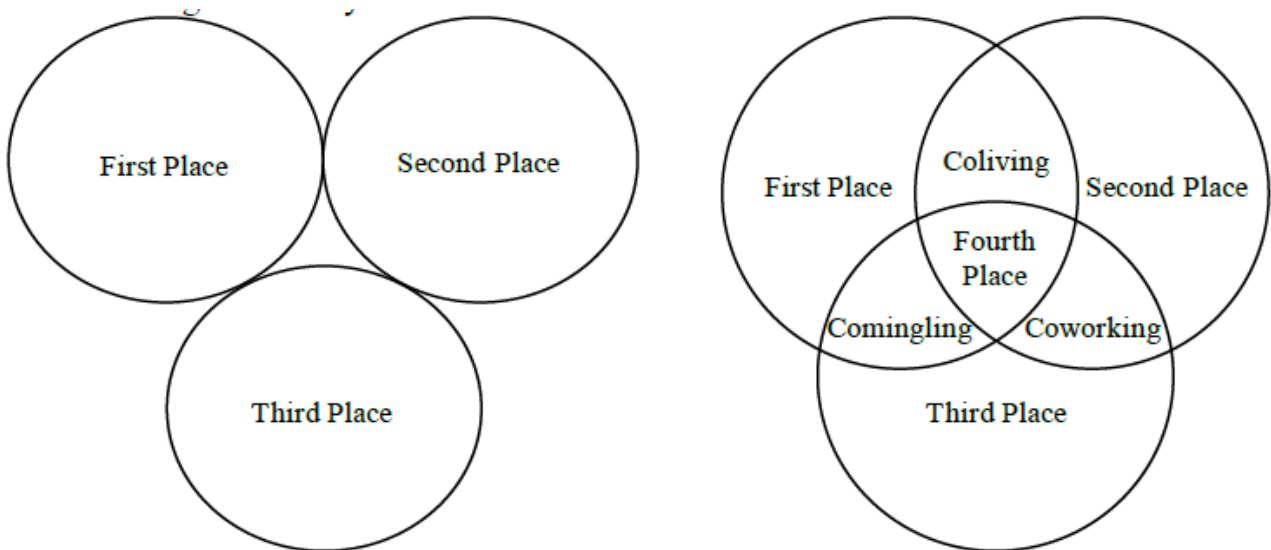 First Place
Second Place
Third Place
First Place
Coliving
Second Place
Fourth
Place
Comingling
Coworking
Third Place